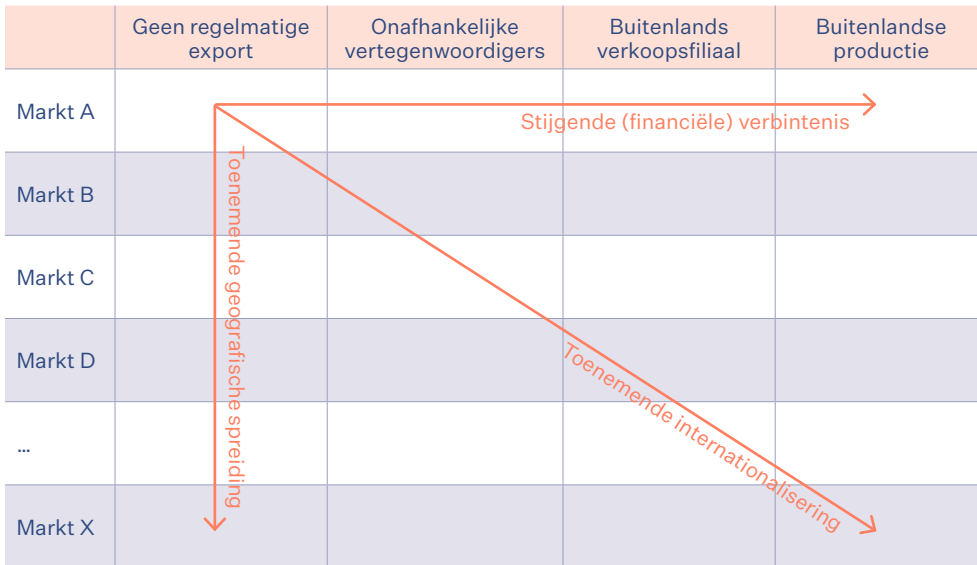 Geen regelmatige
export
Onafhankelijke
vertegenwoordigers
Buitenlands
verkoopsfiliaal
Buitenlandse
productie
Markt A
Stijgende (financiële) verbintenis
Toenemende geografische spreiding
Markt B
Markt C
Markt D
Toenemende internationalisering
...
Markt X